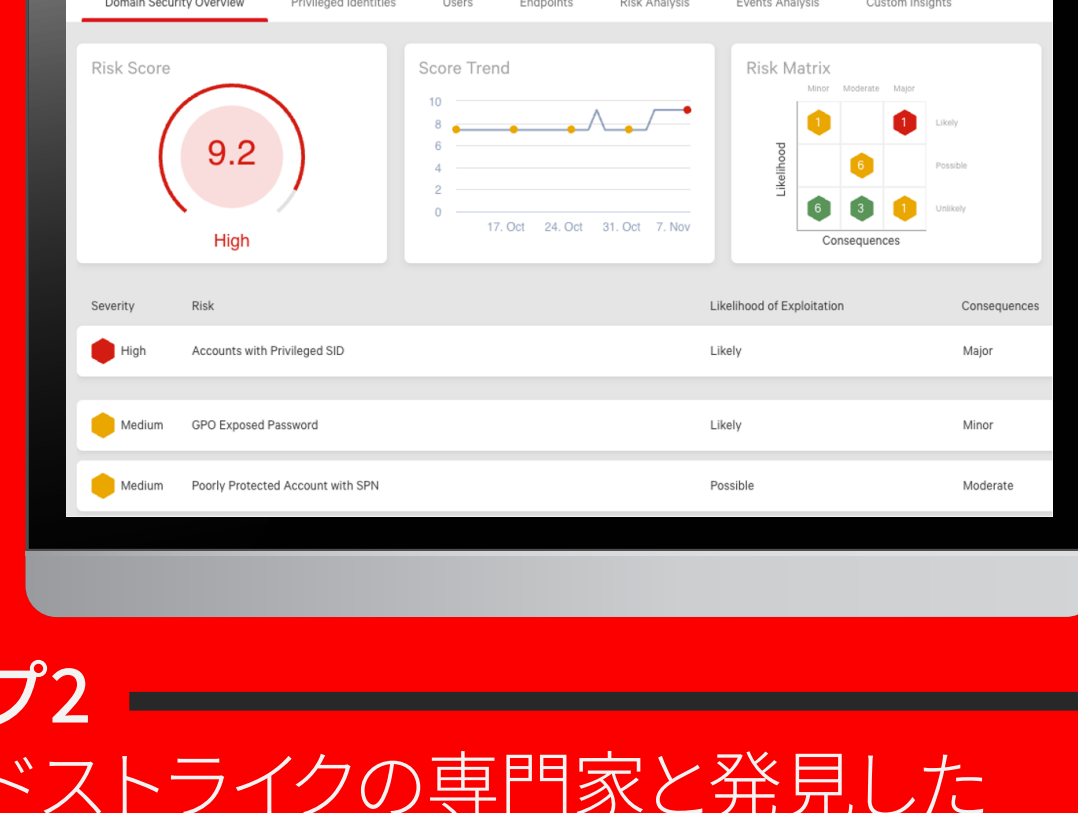 Domain Security Overview Privileged Identities Users Endpoints Risk Analysis Events Analysis Custom Insights
Risk Score
9.2
High
Score Trend
10
8
6
4
2
0
17. Oct 24. Oct 31. Oct 7. Nov
Risk Matrix
Minor Moderate Major
Likelihood
1 1 Likely
6 Possible
6 3 1 Unlikely
Consequences
Severity Risk Likelihood of Exploitation Consequences
High Accounts with Privileged SID Likely Major
Medium GPO Exposed Password Likely Minor
Medium Poorly Protected Account with SPN Possible Moderate
プ2
ドストライクの専門家と発見した